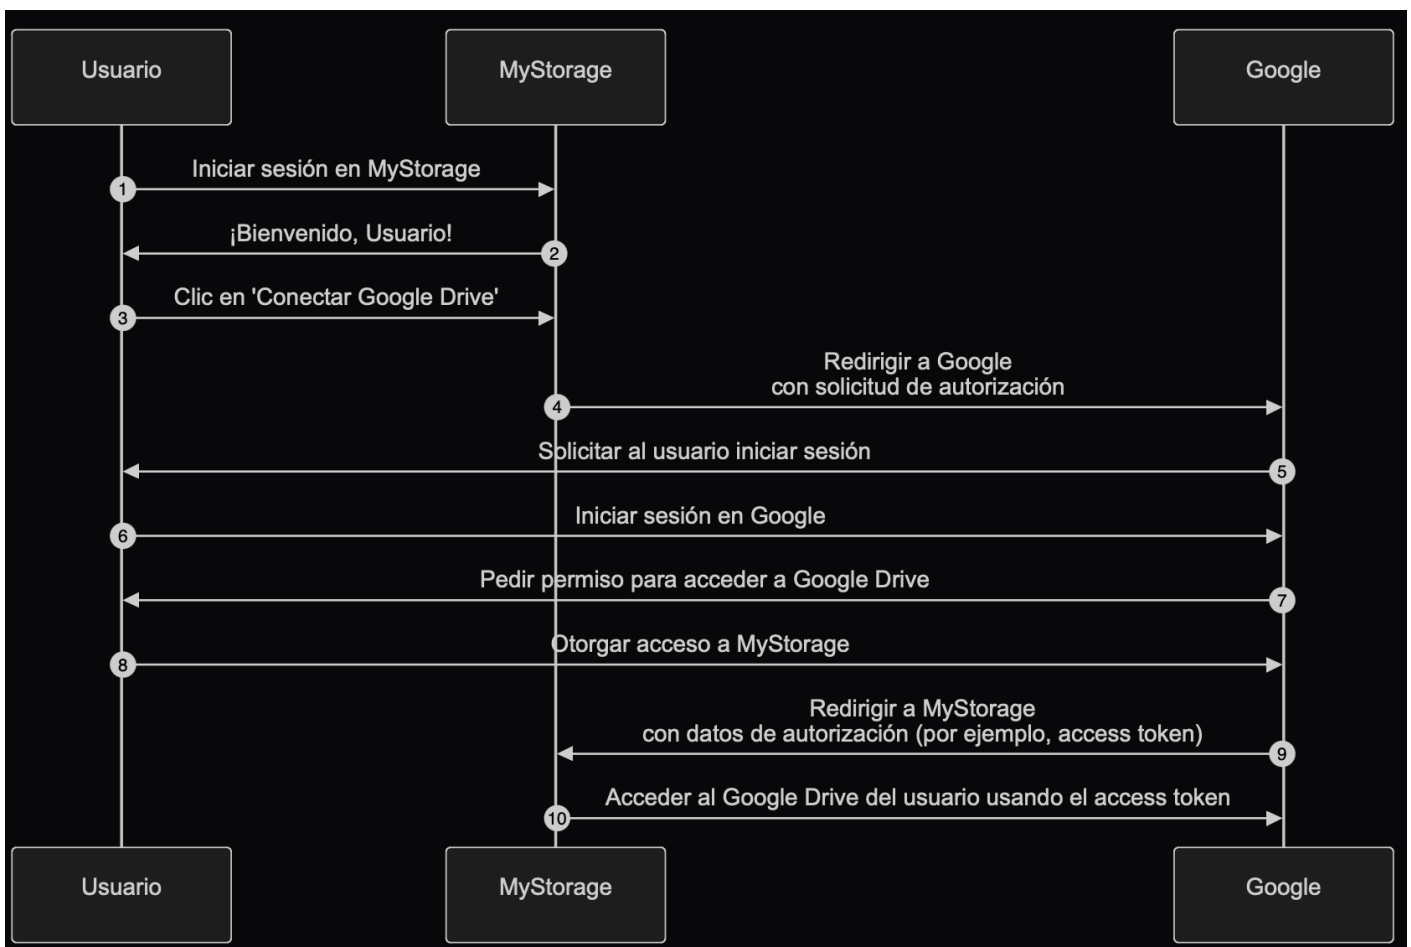 Usuario
MyStorage
Google
Iniciar sesión en MyStorage
1
¡Bienvenido, Usuario!
2
Clic en 'Conectar Google Drive'
3
Redirigir a Google
con solicitud de autorización
4
Solicitar al usuario iniciar sesión
5
Iniciar sesión en Google
6
Pedir permiso para acceder a Google Drive
7
Otorgar acceso a MyStorage
8
Redirigir a MyStorage
con datos de autorización (por ejemplo, access token)
9
Acceder al Google Drive del usuario usando el access token
10
Usuario
MyStorage
Google